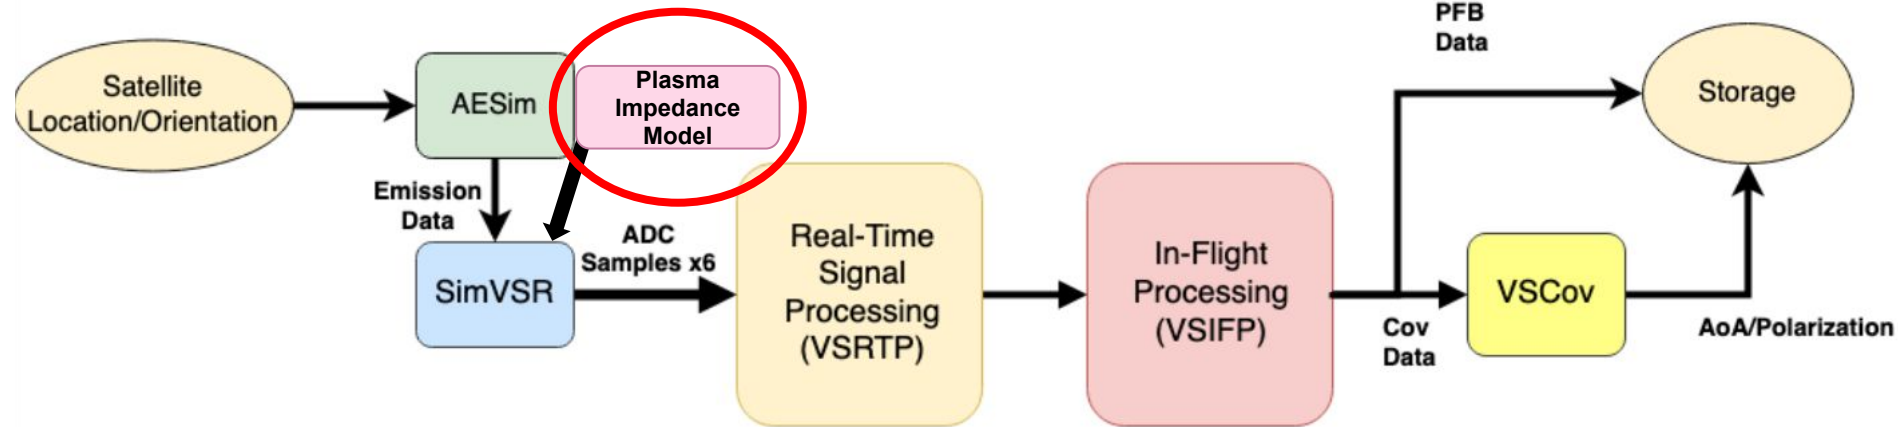 Satellite
Location/Orientation
AESim
Plasma
Impedance
Model
Emission
Data
SimVSR
ADC
Samples x6
Real-Time
Signal
Processing
(VSRTP)
In-Flight
Processing
(VSIFP)
PFB
Data
Cov
Data
VSCov
Storage
AoA/Polarization